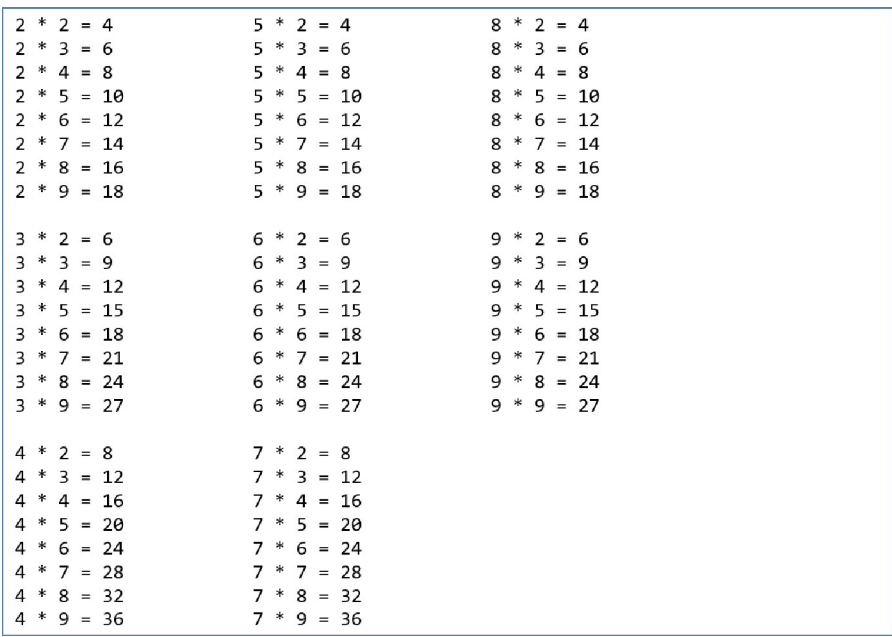 2 * 2 = 4 5 * 2 = 4 8 * 2 = 4
2 * 3 = 6 5 * 3 = 6 8 * 3 = 6
2 * 4 = 8 5 * 4 = 8 8 * 4 = 8
2 * 5 = 10 5 * 5 = 10 8 * 5 = 10
2 * 6 = 12 5 * 6 = 12 8 * 6 = 12
2 * 7 = 14 5 * 7 = 14 8 * 7 = 14
2 * 8 = 16 5 * 8 = 16 8 * 8 = 16
2 * 9 = 18 5 * 9 = 18 8 * 9 = 18
3 * 2 = 6 6 * 2 = 6 9 * 2 = 6
3 * 3 = 9 6 * 3 = 9 9 * 3 = 9
3 * 4 = 12 6 * 4 = 12 9 * 4 = 12
3 * 5 = 15 6 * 5 = 15 9 * 5 = 15
3 * 6 = 18 6 * 6 = 18 9 * 6 = 18
3 * 7 = 21 6 * 7 = 21 9 * 7 = 21
3 * 8 = 24 6 * 8 = 24 9 * 8 = 24
3 * 9 = 27 6 * 9 = 27 9 * 9 = 27
4 * 2 = 8 7 * 2 = 8
4 * 3 = 12 7 * 3 = 12
4 * 4 = 16 7 * 4 = 16
4 * 5 = 20 7 * 5 = 20
4 * 6 = 24 7 * 6 = 24
4 * 7 = 28 7 * 7 = 28
4 * 8 = 32 7 * 8 = 32
4 * 9 = 36 7 * 9 = 36